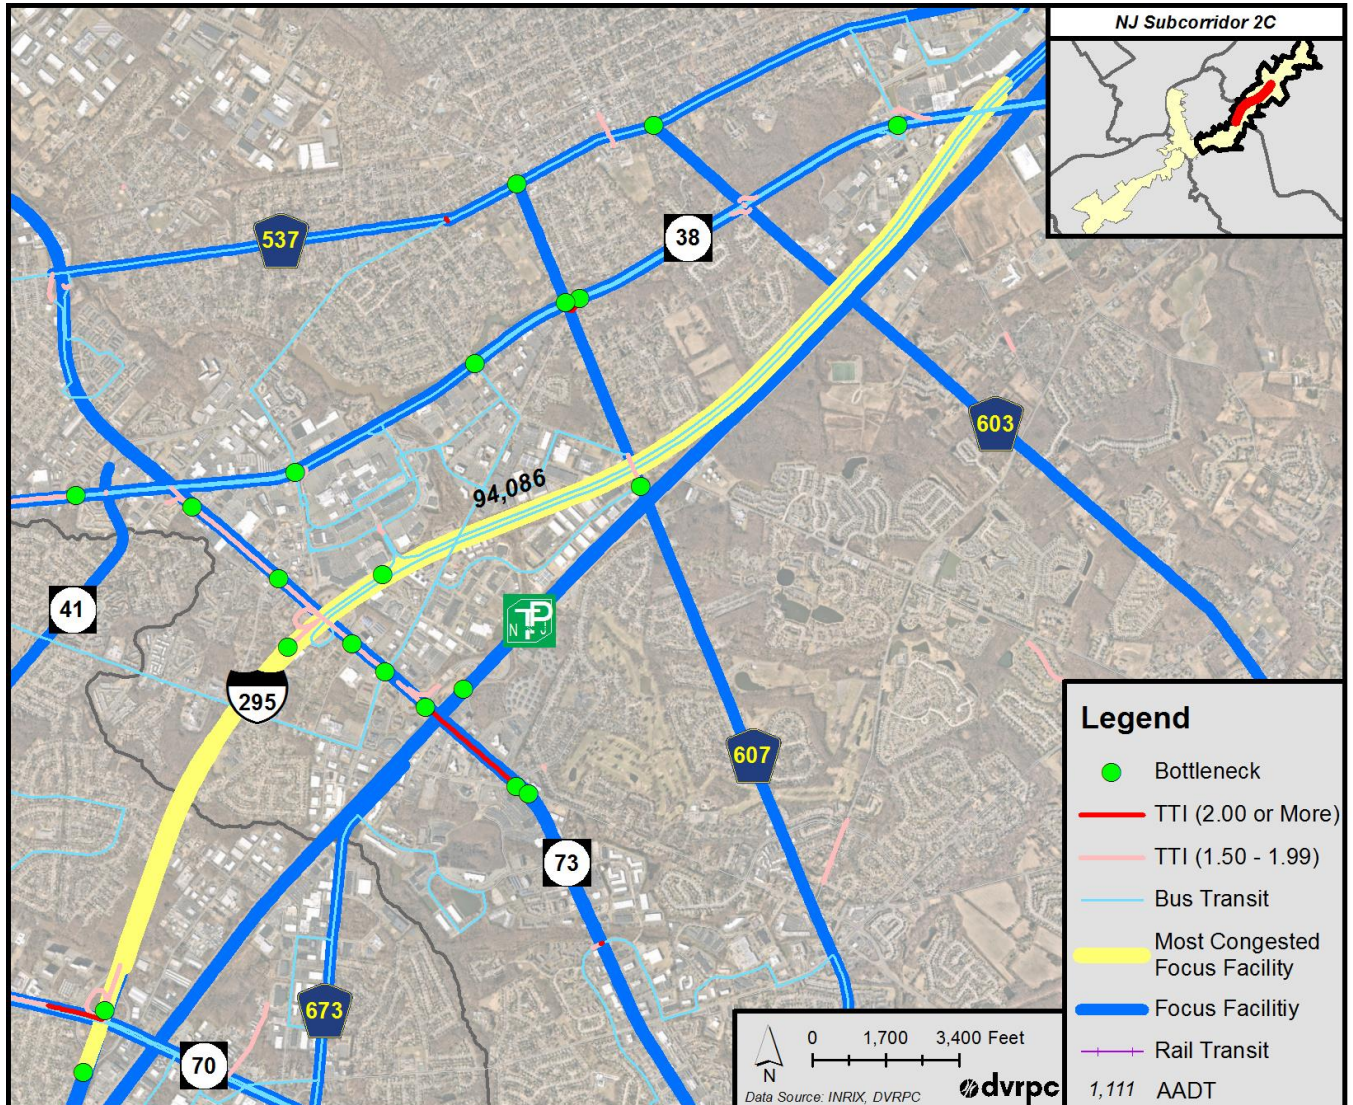 NJ Subcorridor 2C
537
38
603
94,086
41
TP
N J
295
607
73
673
70
Legend
Bottleneck
TTI (2.00 or More)
TTI (1.50 - 1.99)
Bus Transit
Most Congested
Focus Facility
Focus Facilitiy
Rail Transit
1,111 AADT
0 1,700 3,400 Feet
N
dvrpc
Data Source: INRIX, DVRPC